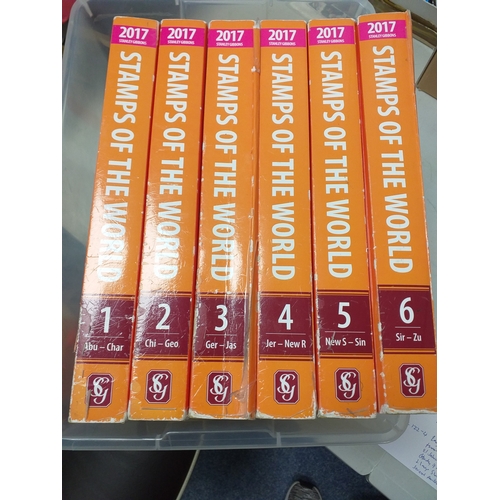 2017
STANLEY GIBBONS
STAMPS OF THE WORLD
1
Abu – Char
2017
STANLEY GIBBONS
STAMPS OF THE WORLD
2
Chi – Geo
2017
STANLEY GIBBONS
STAMPS OF THE WORLD
3
Ger – Jas
2017
STANLEY GIBBONS
STAMPS OF THE WORLD
4
Jer – New R
2017
STANLEY GIBBONS
STAMPS OF THE WORLD
5
New S – Sin
2017
STANLEY GIBBONS
STAMPS OF THE WORLD
6
Sir – Zu